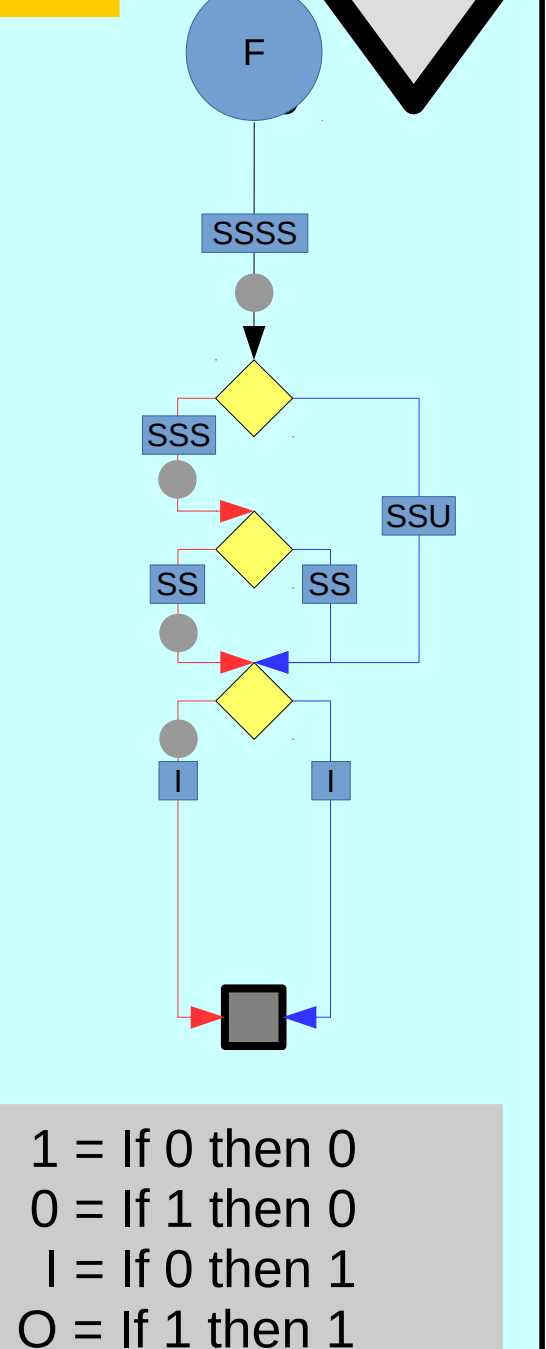 F
SSSS
SSS
SSU
SS SS
I I
1 = If 0 then 0
0 = If 1 then 0
I = If 0 then 1
O = If 1 then 1